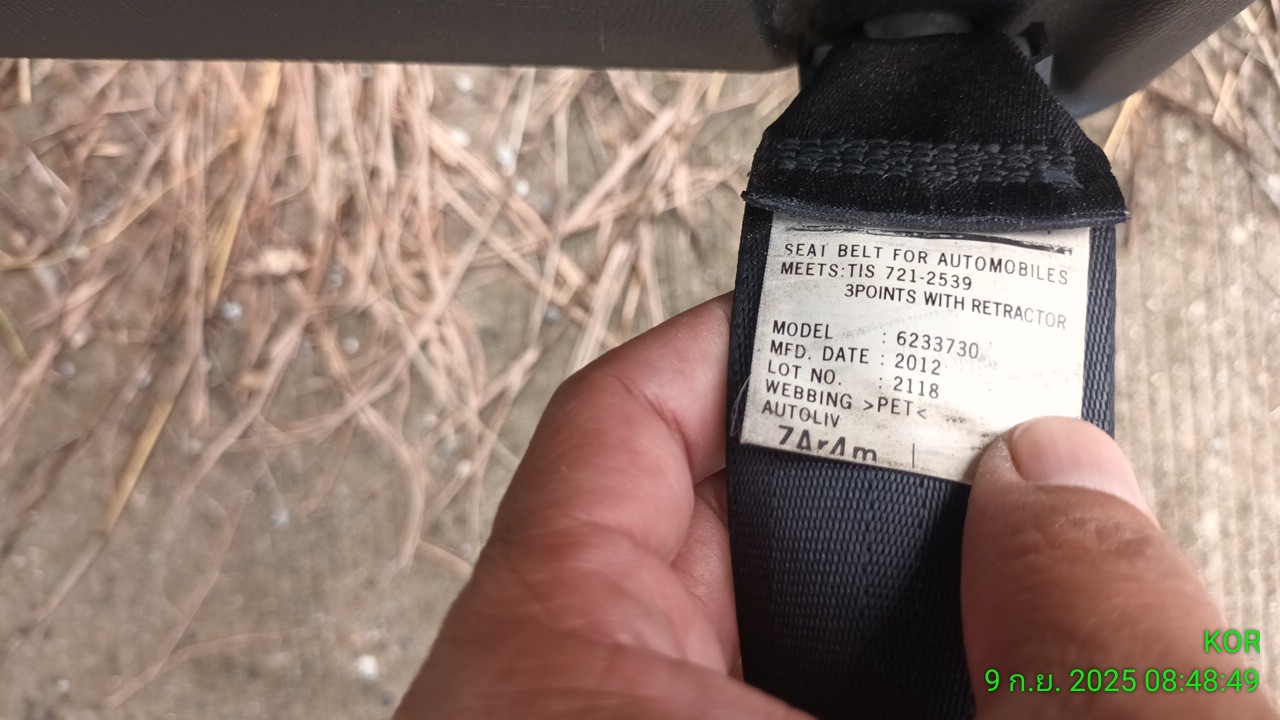 SEAT BELT FOR AUTOMOBILES
MEETS:TIS 721-2539
3POINTS WITH RETRACTOR
MODEL : 6233730
MFD. DATE : 2012
LOT NO. : 2118
WEBBING >PET<
AUTOLIV
KOR
9 ก.ย. 2025 08:48:49